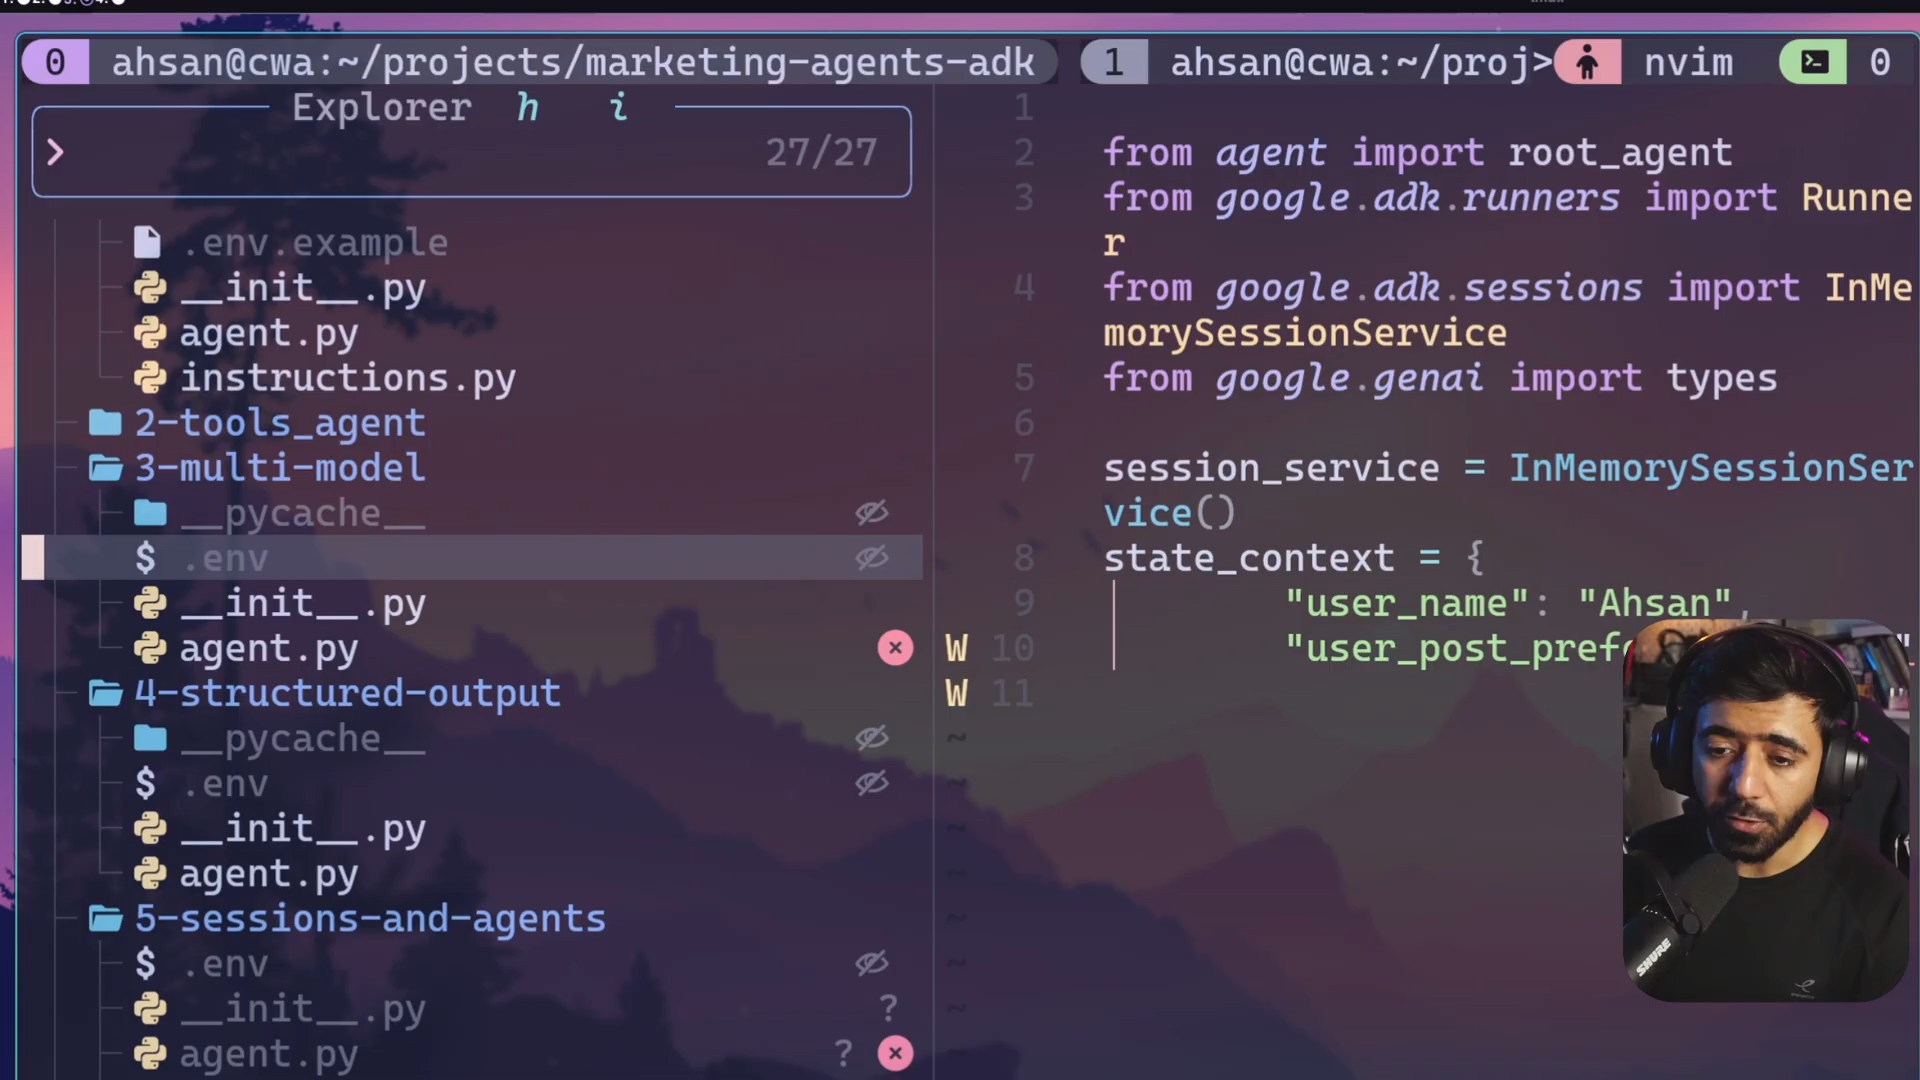 0 ahsan@cwa:~/projects/marketing-agents-adk 1 ahsan@cwa:~/proj> nvim 0
Explorer h i
> 27/27
.env.example
__init__.py
agent.py
instructions.py
2-tools_agent
3-multi-model
__pycache__
$ .env
__init__.py
agent.py
4-structured-output
__pycache__
$ .env
__init__.py
agent.py
5-sessions-and-agents
$ .env
__init__.py ?
agent.py ?
1
2 from agent import root_agent
3 from google.adk.runners import Runne
r
4 from google.adk.sessions import InMe
morySessionService
5 from google.genai import types
6
7 session_service = InMemorySessionSer
vice()
8 state_context = {
9 "user_name": "Ahsan",
W 10 "user_post_pref
W 11
~
~
~
~
~
~
~
~
SHURE